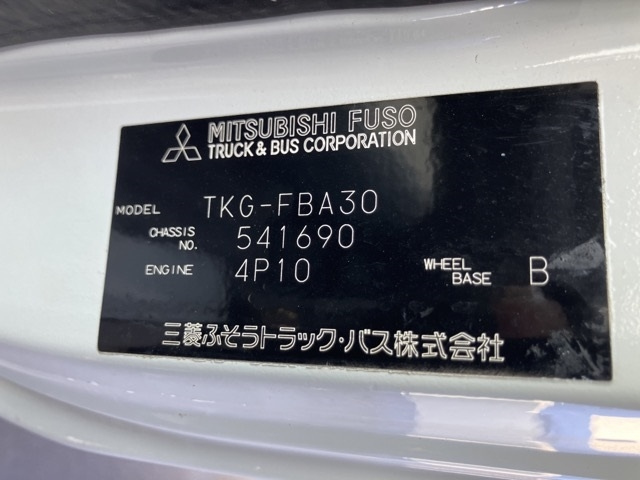 MITSUBISHI FUSO
TRUCK & BUS CORPORATION
MODEL TKG-FBA30
CHASSIS NO. 541690
ENGINE 4P10 WHEEL BASE B
三菱ふそうトラック・バス株式会社